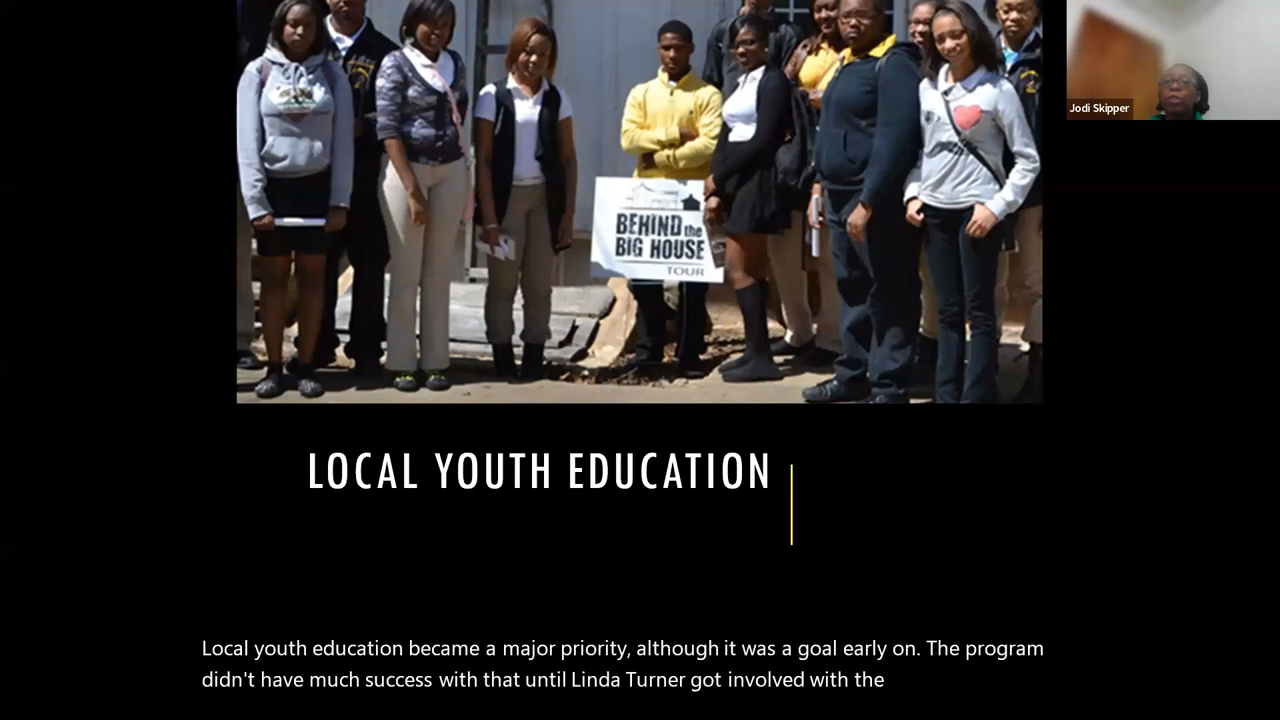 Jodi Skipper
BEHIND the
BIG HOUSE
TOUR
LOCAL YOUTH EDUCATION
Local youth education became a major priority, although it was a goal early on. The program
didn't have much success with that until Linda Turner got involved with the